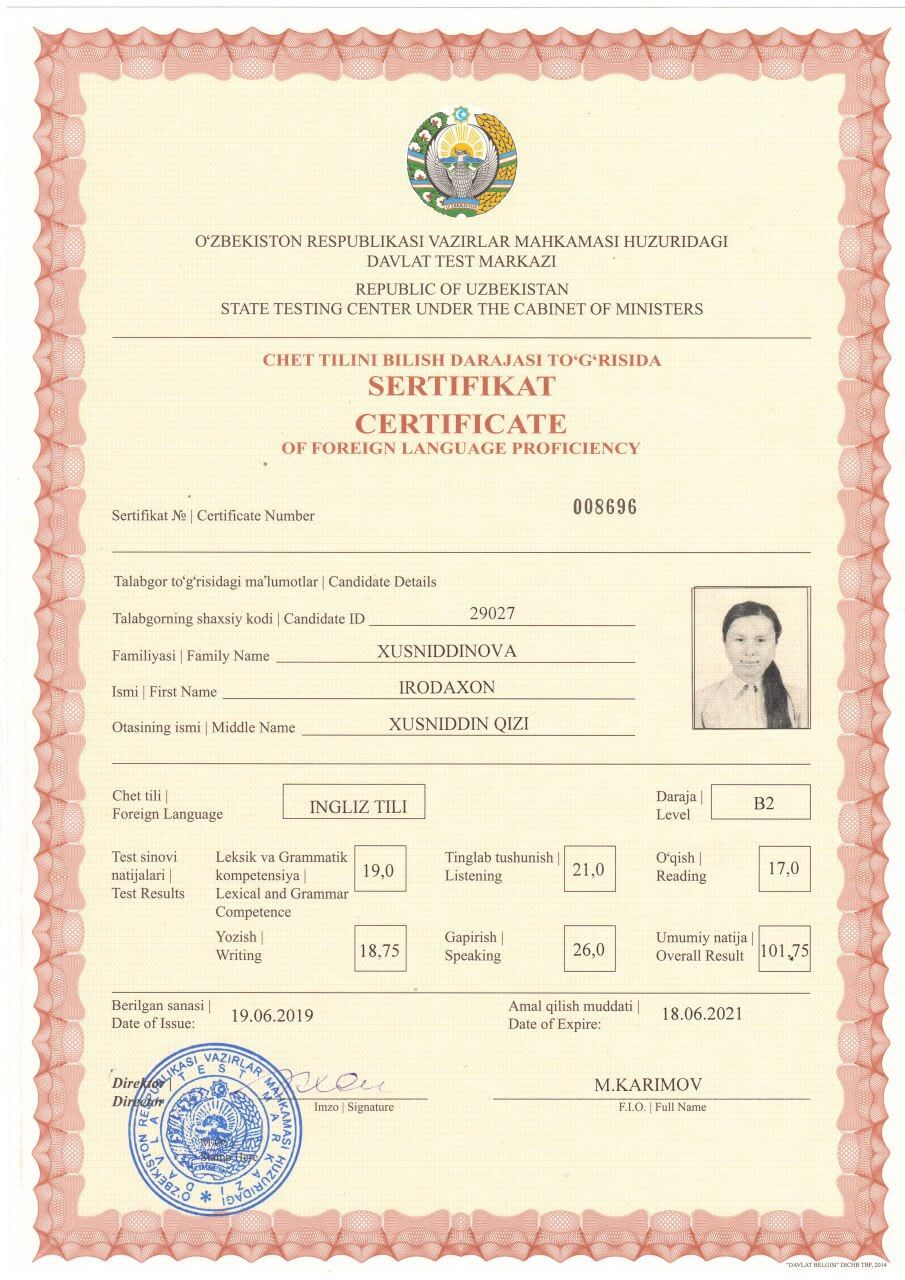 O‘ZBEKISTON RESPUBLIKASI VAZIRLAR MAHKAMASI HUZURIDAGI
DAVLAT TEST MARKAZI
REPUBLIC OF UZBEKISTAN
STATE TESTING CENTER UNDER THE CABINET OF MINISTERS
CHET TILINI BILISH DARAJASI TO‘G‘RISIDA
SERTIFIKAT
CERTIFICATE
OF FOREIGN LANGUAGE PROFICIENCY
Sertifikat № | Certificate Number 008696
Talabgor to‘g‘risidagi ma’lumotlar | Candidate Details
Talabgorning shaxsiy kodi | Candidate ID 29027
Familiyasi | Family Name XUSNIDDINOVA
Ismi | First Name IRODAXON
Otasining ismi | Middle Name XUSNIDDIN QIZI
Chet tili |
Foreign Language
INGLIZ TILI
Daraja |
Level
B2
Test sinovi
natijalari |
Test Results
Leksik va Grammatik
kompetensiya |
Lexical and Grammar
Competence
19,0
Tinglab tushunish |
Listening
21,0
O‘qish |
Reading
17,0
Yozish |
Writing
18,75
Gapirish |
Speaking
26,0
Umumiy natija |
Overall Result
101,75
Berilgan sanasi |
Date of Issue:
19.06.2019
Amal qilish muddati |
Date of Expire:
18.06.2021
Direktor |
Director
Imzo | Signature
M.KARIMOV
F.I.O. | Full Name
O‘ZBEKISTON RESPUBLIKASI VAZIRLAR MAHKAMASI HUZURIDAGI
DAVLAT TEST MARKAZI
Stamp Here
"DAVLAT BELGISI" DICHB TBF, 2014